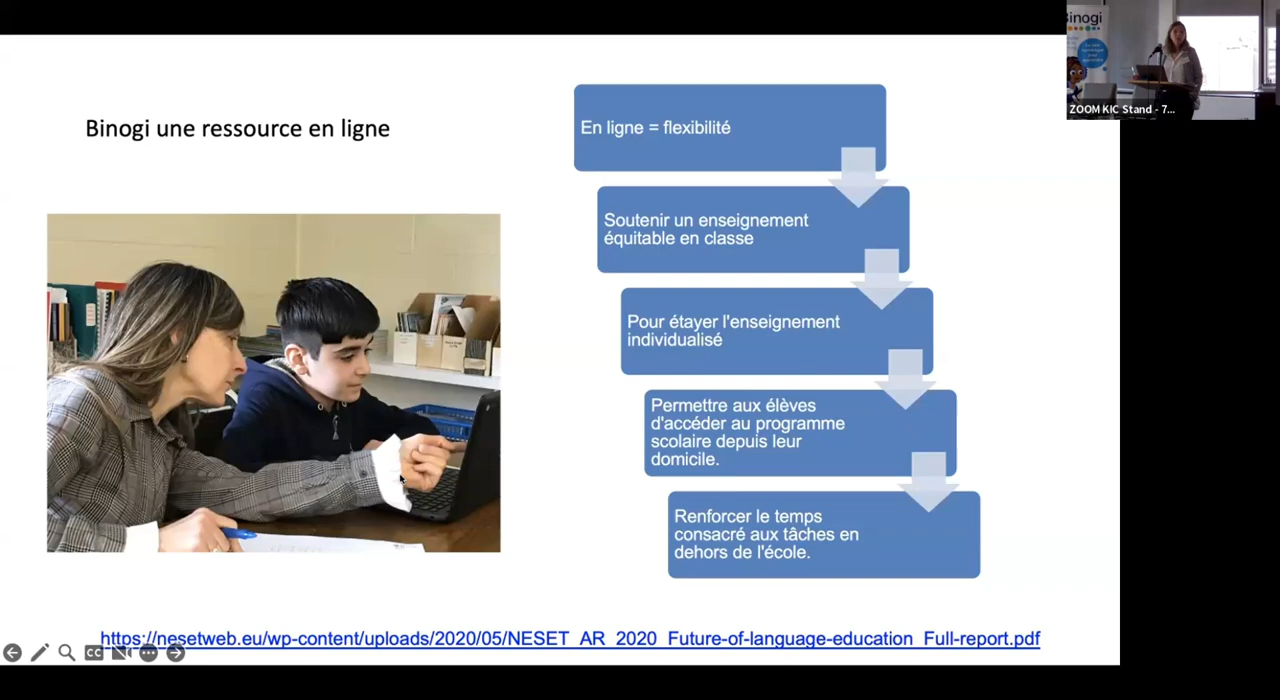 Binogi une ressource en ligne
En ligne = flexibilité
Soutenir un enseignement
équitable en classe
Pour étayer l'enseignement
individualisé
Permettre aux élèves
d'accéder au programme
scolaire depuis leur
domicile.
Renforcer le temps
consacré aux tâches en
dehors de l'école.
https://nesetweb.eu/wp-content/uploads/2020/05/NESET_AR_2020_Future-of-language-education_Full-report.pdf
CC
Binogi
ZOOM KIC Stand - 7...